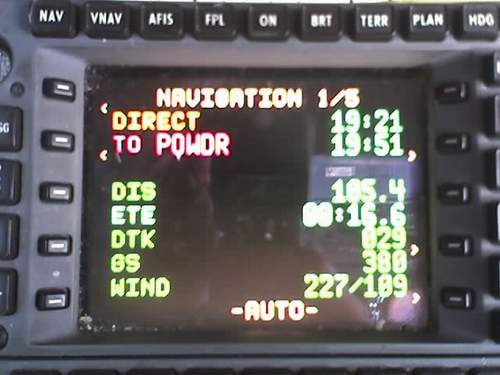 NAV VNAV AFIS FPL ON BRT TERR PLAN HDG
NAVIGATION 1/5
DIRECT 19:21
TO POWDR 19:51
DIS 105.4
ETE 00:16.6
DTK 029
GS 380
WIND 227/109
-AUTO-